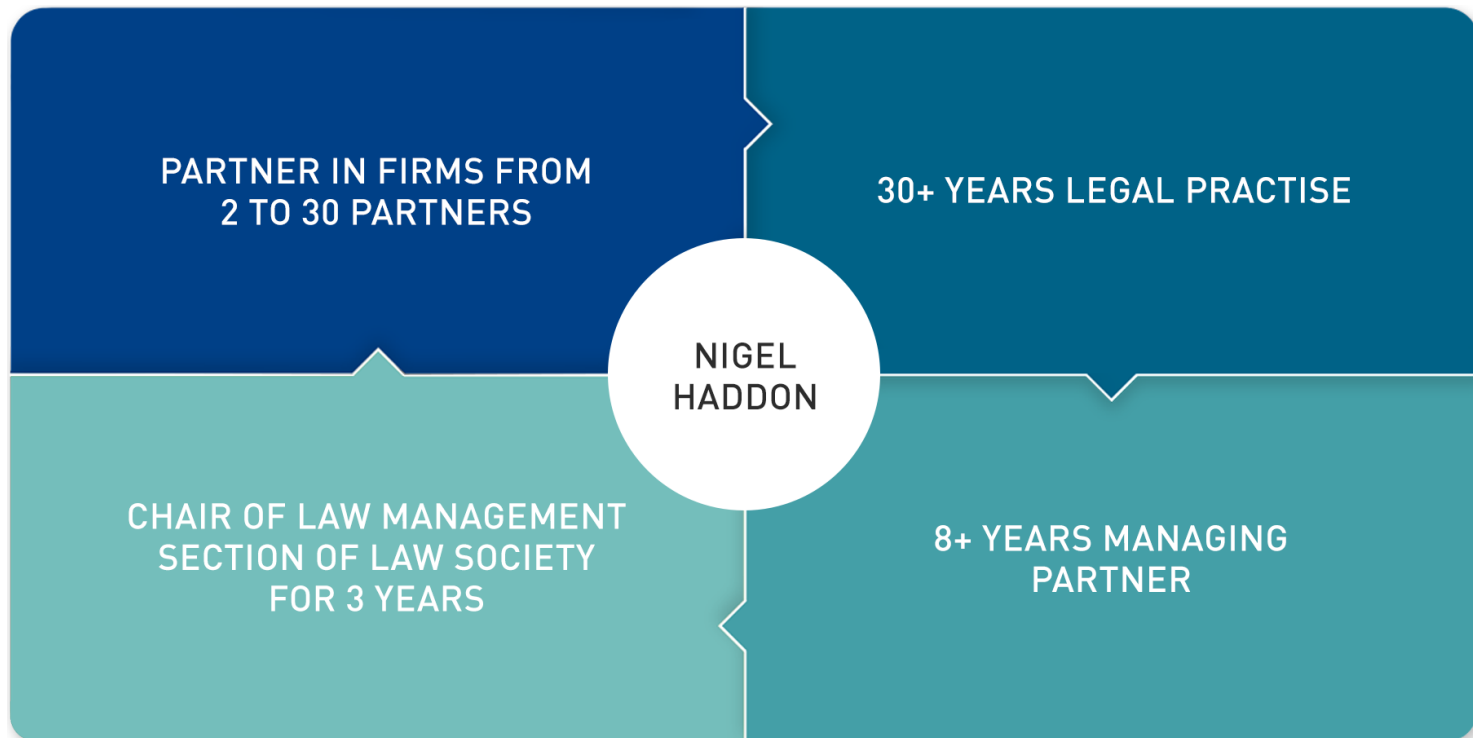 PARTNER IN FIRMS FROM
2 TO 30 PARTNERS
30+ YEARS LEGAL PRACTISE
NIGEL
HADDON
CHAIR OF LAW MANAGEMENT
SECTION OF LAW SOCIETY
FOR 3 YEARS
8+ YEARS MANAGING
PARTNER